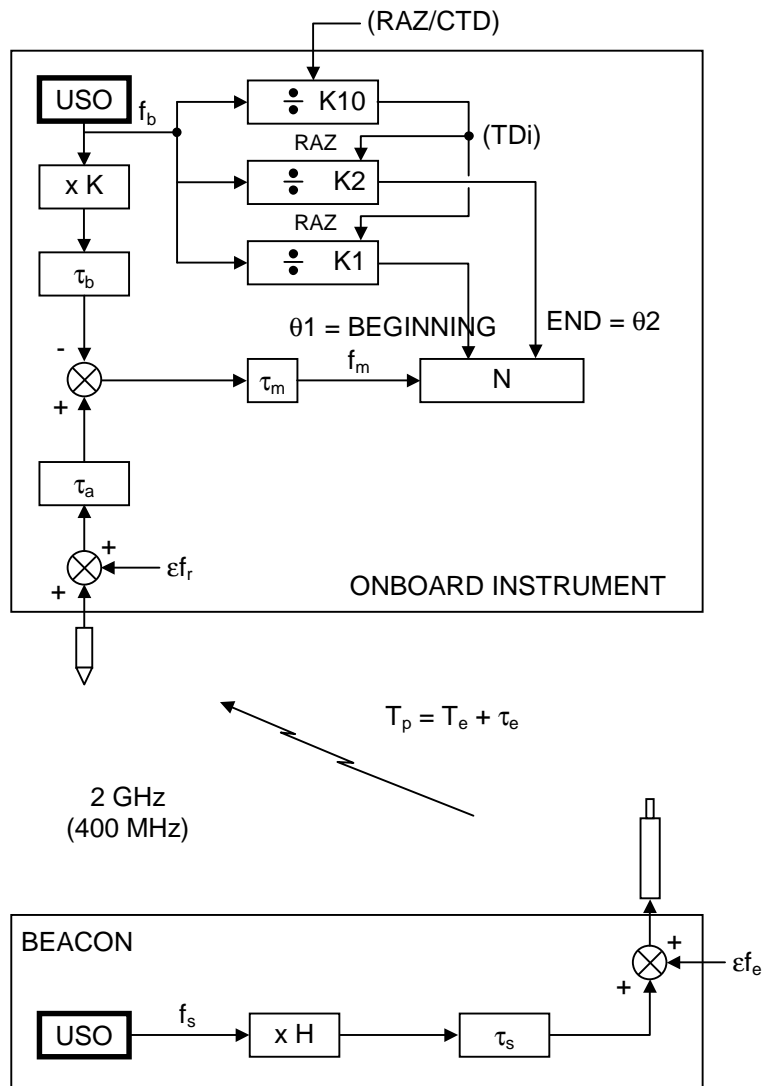 (RAZ/CTD)
USO
f_b
÷ K10
RAZ
(TDi)
x K
÷ K2
RAZ
τ_b
÷ K1
θ1 = BEGINNING
END = θ2
-
+
τ_m
f_m
N
τ_a
+
+
εf_r
ONBOARD INSTRUMENT
T_p = T_e + τ_e
2 GHz
(400 MHz)
BEACON
+
+
εf_e
USO
f_s
x H
τ_s